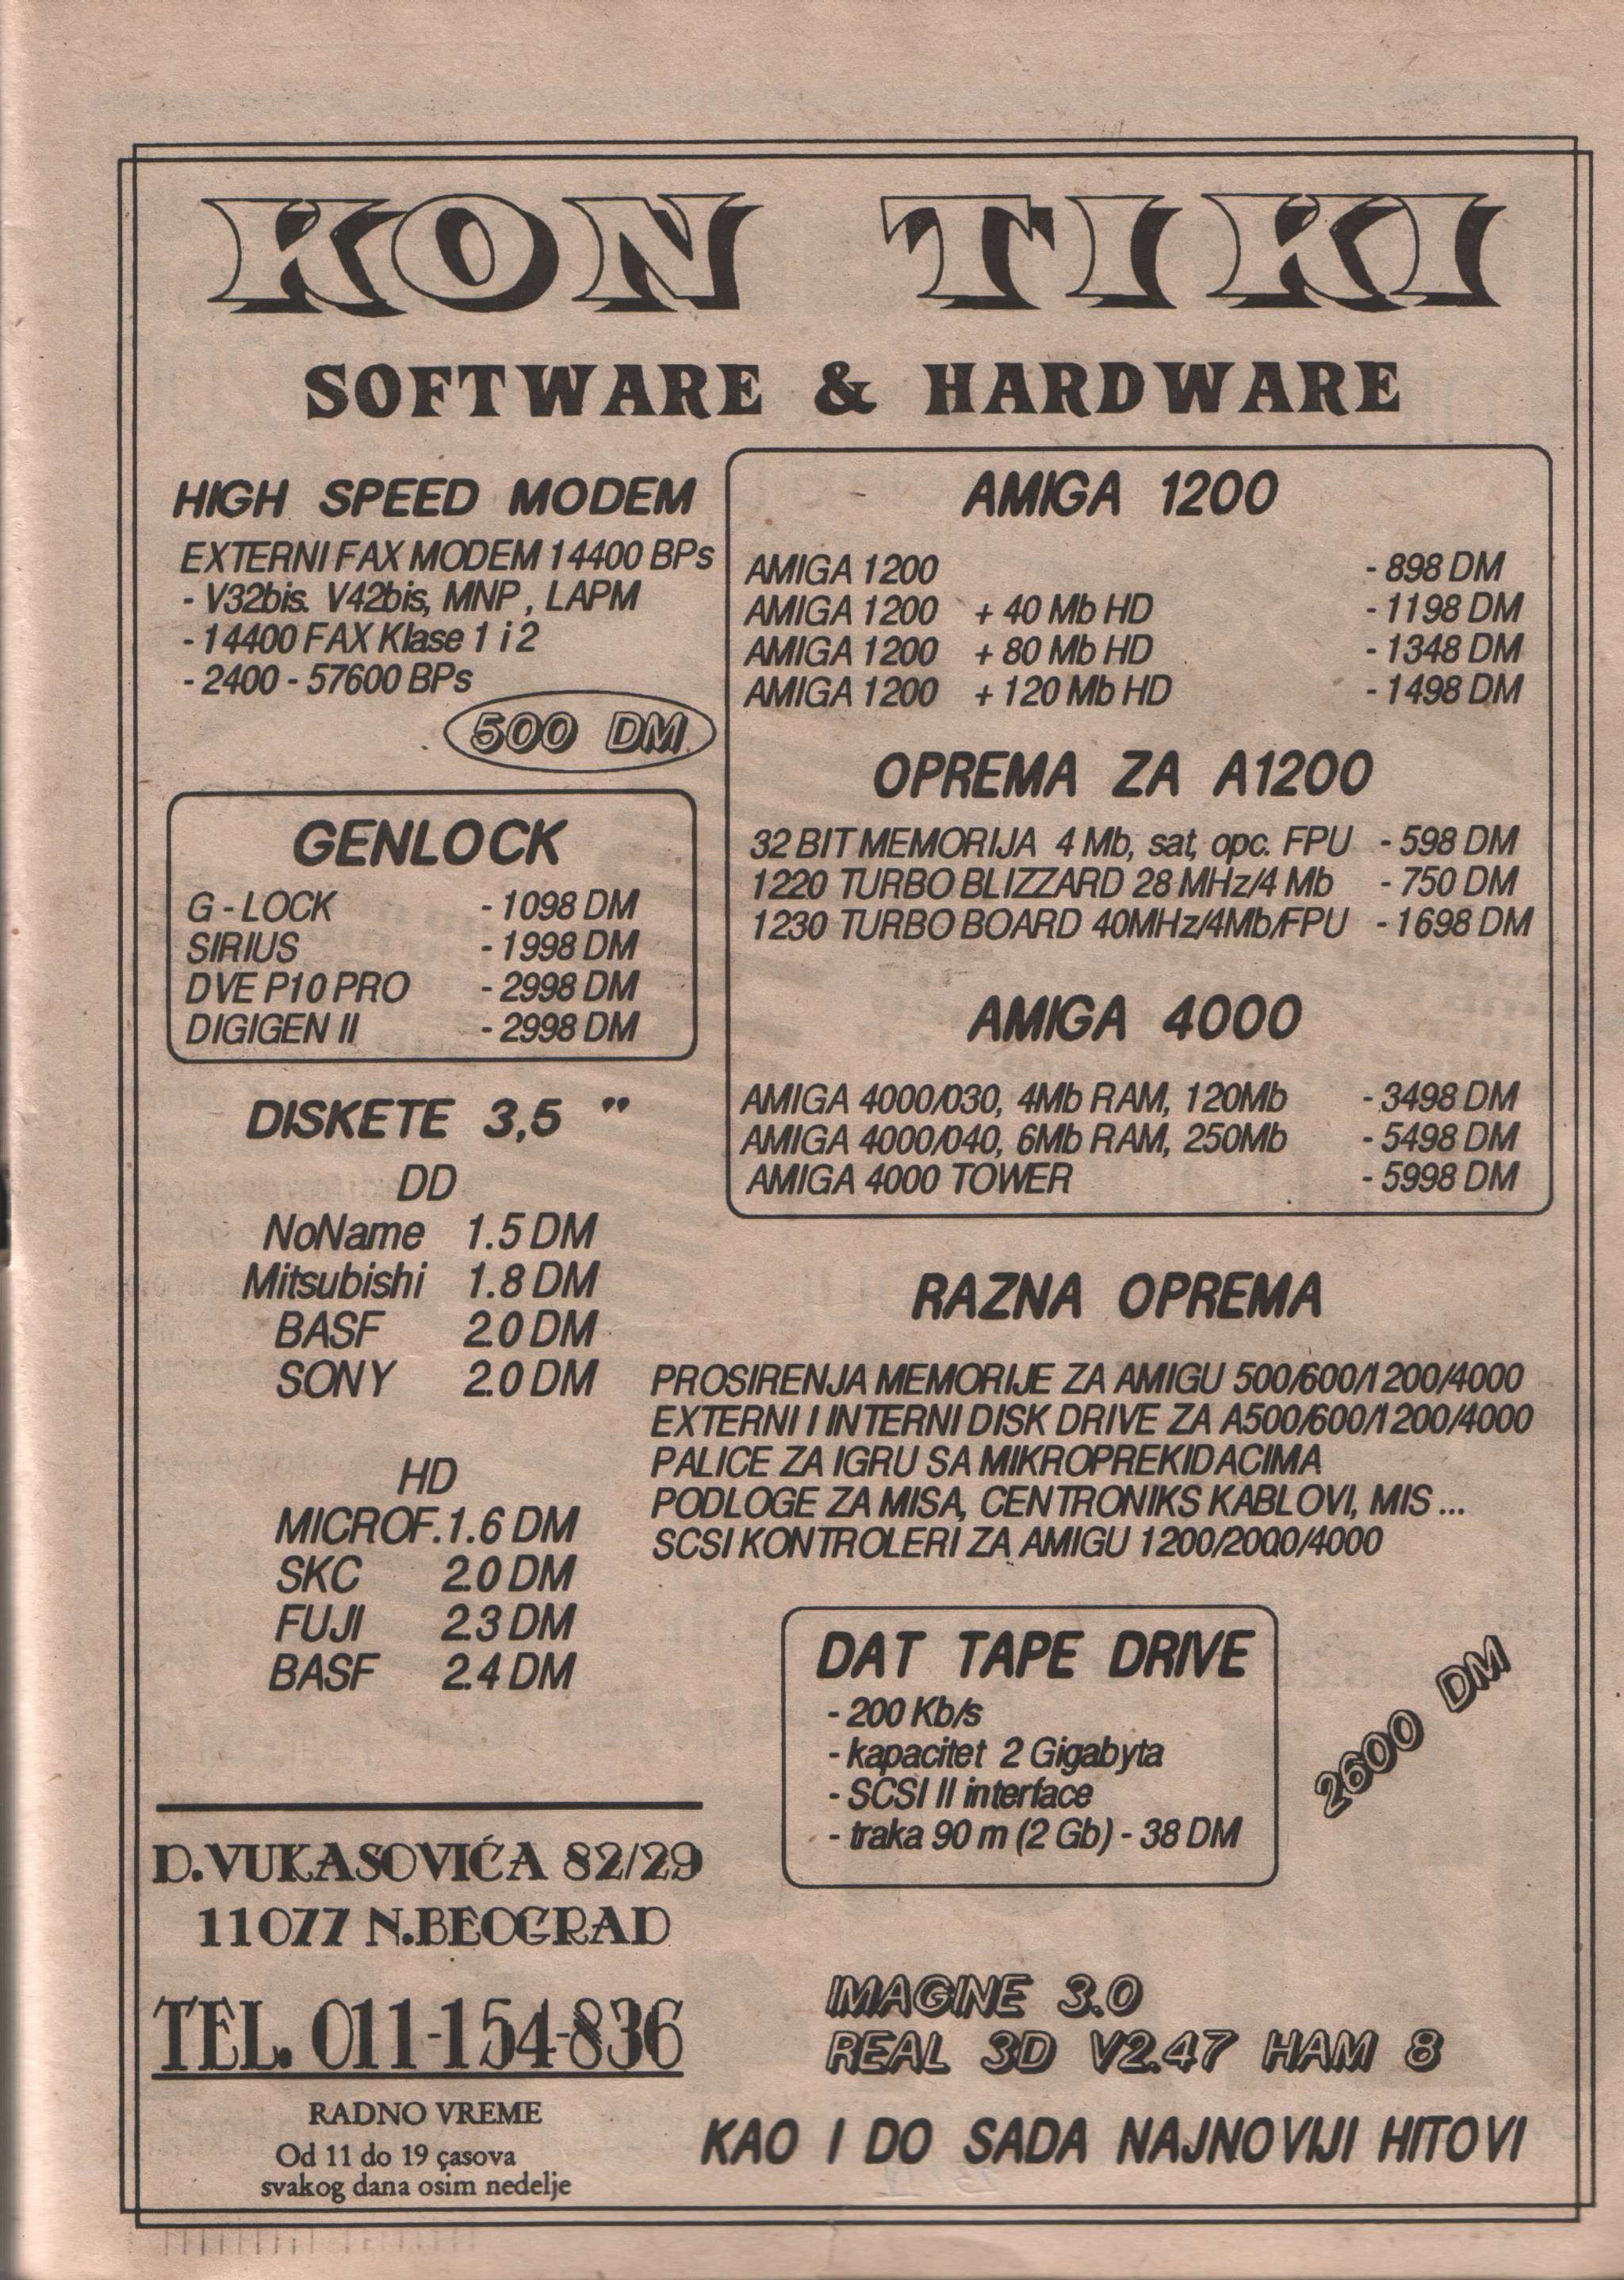 KON TIKI
SOFTWARE & HARDWARE
HIGH SPEED MODEM
EXTERNI FAX MODEM 14400 BPs
- V32bis. V42bis, MNP , LAPM
- 14400 FAX Klase 1 i 2
- 2400 - 57600 BPs
500 DM
GENLOCK
G - LOCK - 1098 DM
SIRIUS - 1998 DM
DVE P10 PRO - 2998 DM
DIGIGEN II - 2998 DM
DISKETE 3,5 "
DD
NoName 1.5 DM
Mitsubishi 1.8 DM
BASF 2.0 DM
SONY 2.0 DM
HD
MICROF. 1.6 DM
SKC 2.0 DM
FUJI 2.3 DM
BASF 2.4 DM
D. VUKASOVIĆA 82/29
11077 N.BEOGRAD
TEL. 011-154-836
RADNO VREME
Od 11 do 19 çasova
svakog dana osim nedelje
AMIGA 1200
AMIGA 1200 - 898 DM
AMIGA 1200 + 40 Mb HD - 1198 DM
AMIGA 1200 + 80 Mb HD - 1348 DM
AMIGA 1200 + 120 Mb HD - 1498 DM
OPREMA ZA A1200
32 BIT MEMORIJA 4 Mb, sat, opc. FPU - 598 DM
1220 TURBO BLIZZARD 28 MHz/4 Mb - 750 DM
1230 TURBO BOARD 40MHz/4Mb/FPU - 1698 DM
AMIGA 4000
AMIGA 4000/030, 4Mb RAM, 120Mb - 3498 DM
AMIGA 4000/040, 6Mb RAM, 250Mb - 5498 DM
AMIGA 4000 TOWER - 5998 DM
RAZNA OPREMA
PROSIRENJA MEMORIJE ZA AMIGU 500/600/1200/4000
EXTERNI I INTERNI DISK DRIVE ZA A500/600/1200/4000
PALICE ZA IGRU SA MIKROPREKIDACIMA
PODLOGE ZA MISA, CENTRONIKS KABLOVI, MIS ...
SCSI KONTROLERI ZA AMIGU 1200/2000/4000
DAT TAPE DRIVE
- 200 Kb/s
- kapacitet 2 Gigabyta
- SCSI II interface
- traka 90 m (2 Gb) - 38 DM
2600 DM
IMAGINE 3.0
REAL 3D V2.47 HAM 8
KAO I DO SADA NAJNOVIJI HITOVI